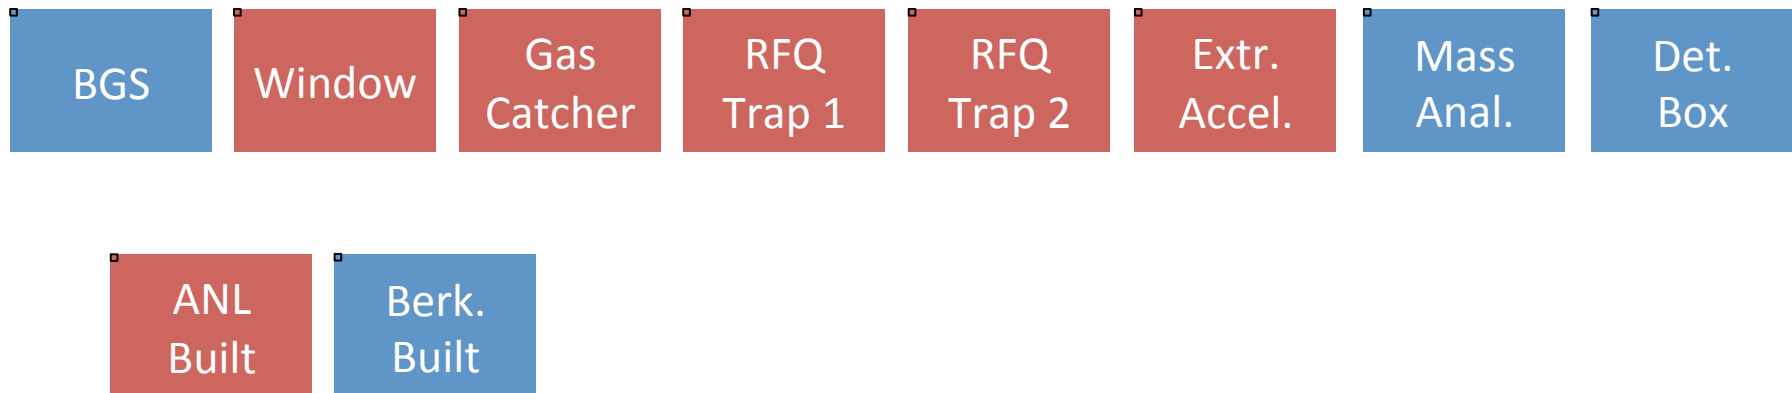 BGS
Window
Gas
Catcher
RFQ
Trap 1
RFQ
Trap 2
Extr.
Accel.
Mass
Anal.
Det.
Box
ANL
Built
Berk.
Built